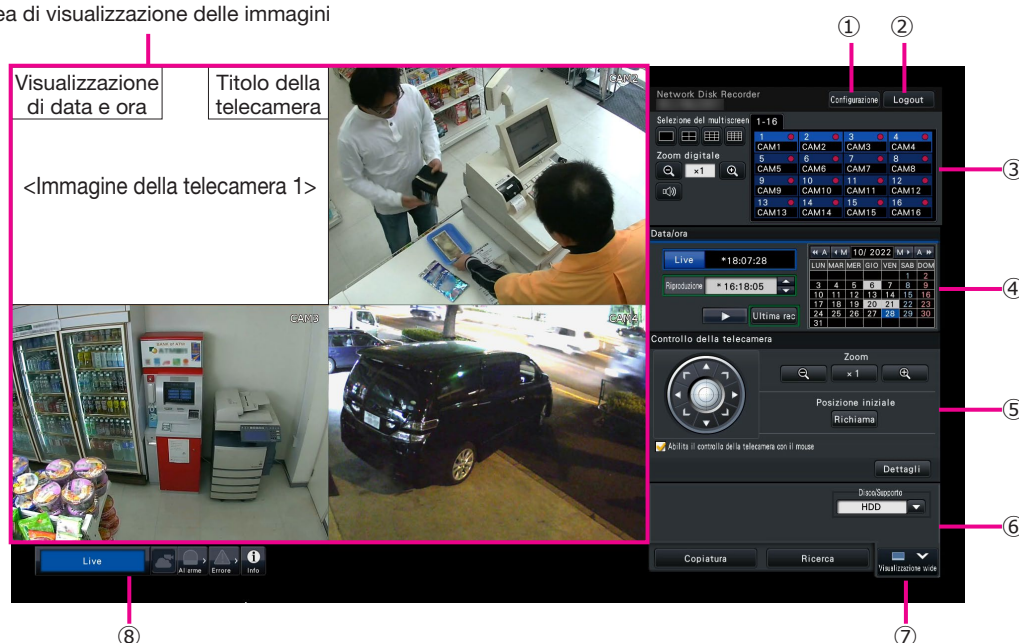 ea di visualizzazione delle immagini
① ②
Visualizzazione
di data e ora
Titolo della
telecamera
<Immagine della telecamera 1>
CAM2
CAM3
BANK of ATM
CAM4
Network Disk Recorder
Configurazione
Logout
Selezione del multiscreen
1-16
1 2 3 4
CAM1 CAM2 CAM3 CAM4
5 6 7 8
CAM5 CAM6 CAM7 CAM8
9 10 11 12
CAM9 CAM10 CAM11 CAM12
13 14 15 16
CAM13 CAM14 CAM15 CAM16
Zoom digitale
×1
③
Data/ora
Live *18:07:28
Riproduzione * 16:18:05
Ultima rec
A M 10/ 2022 M A
LUN MAR MER GIO VEN SAB DOM
1 2
3 4 5 6 7 8 9
10 11 12 13 14 15 16
17 18 19 20 21 22 23
24 25 26 27 28 29 30
31
④
Controllo della telecamera
Zoom
× 1
Posizione iniziale
Richiama
⑤
Abilita il controllo della telecamera con il mouse
Dettagli
Disco/Supporto
HDD
⑥
Copiatura
Ricerca
Visualizzazione wide
Live
Allarme
Errore
Info
⑧
⑦